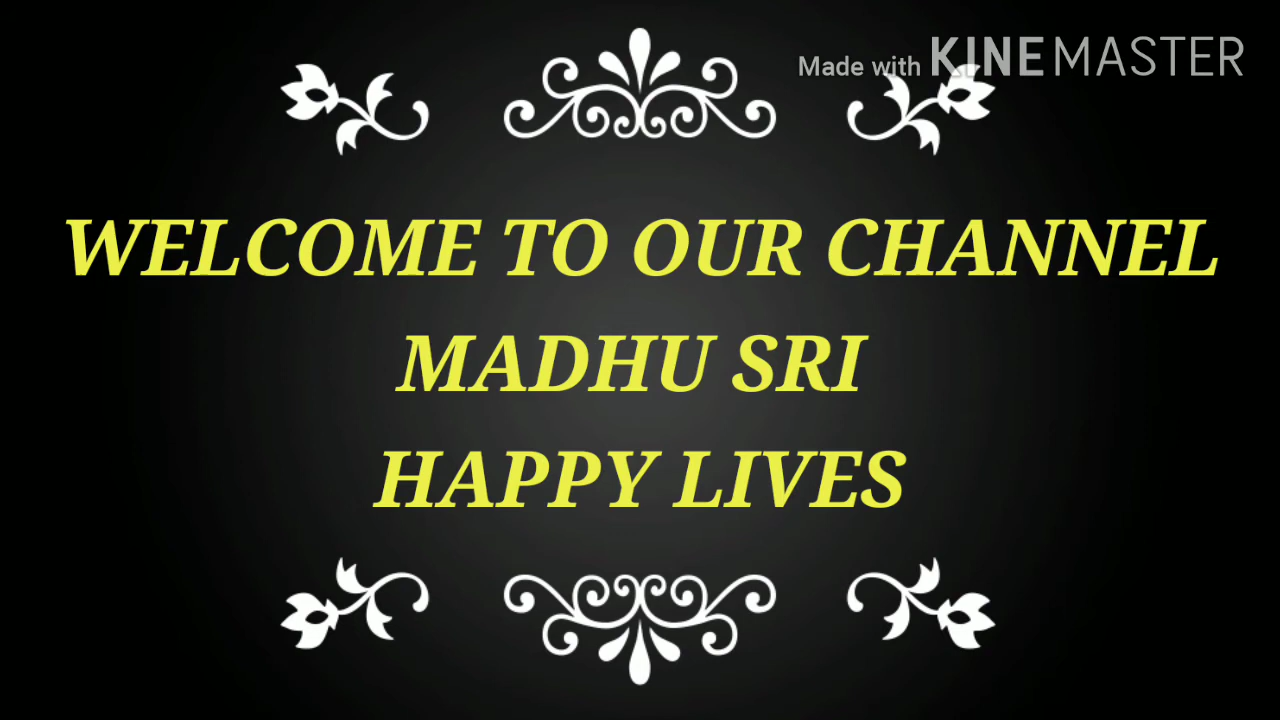 Made with KINEMASTER
WELCOME TO OUR CHANNEL
MADHU SRI
HAPPY LIVES